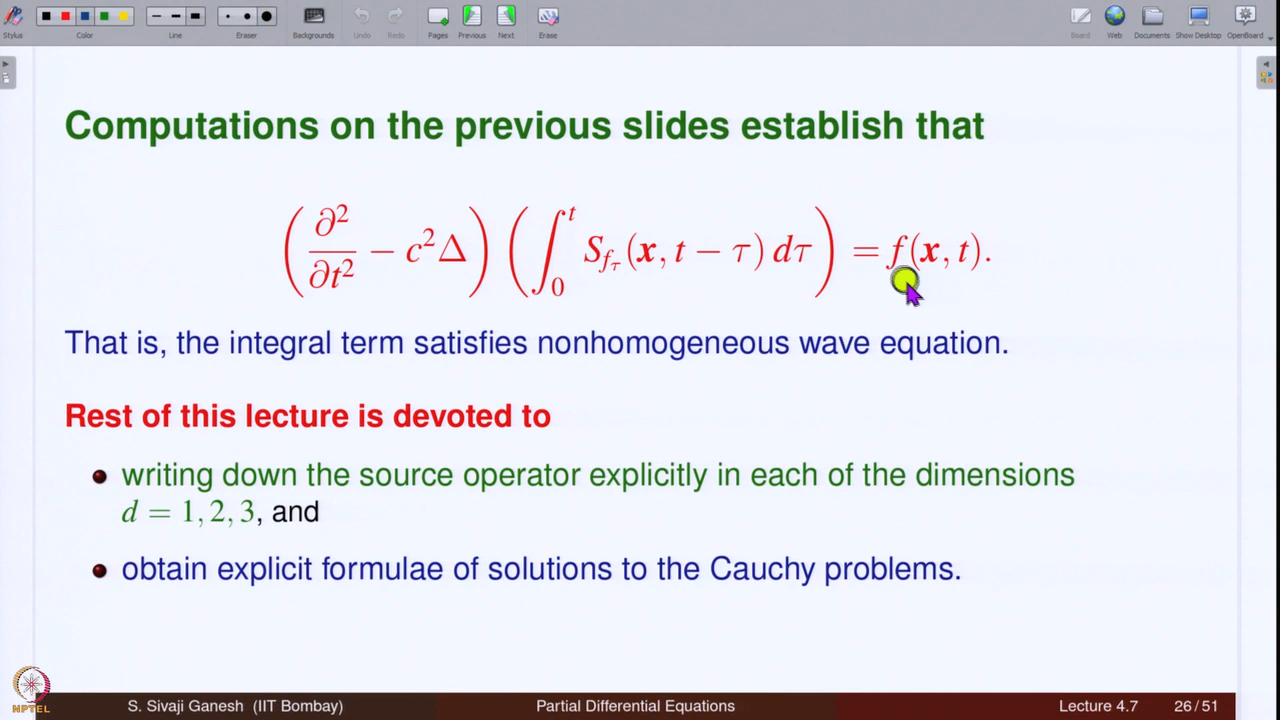 Stylus Color Line Eraser Backgrounds Undo Redo Pages Previous Next Erase Board Web Documents Show Desktop OpenBoard
Computations on the previous slides establish that
(∂²/∂t² − c²Δ) (∫₀ᵗ S_{f_τ}(x, t − τ) dτ) = f(x, t).
That is, the integral term satisfies nonhomogeneous wave equation.
Rest of this lecture is devoted to
writing down the source operator explicitly in each of the dimensions
d = 1, 2, 3, and
obtain explicit formulae of solutions to the Cauchy problems.
NPTEL
S. Sivaji Ganesh (IIT Bombay) Partial Differential Equations Lecture 4.7 26/51